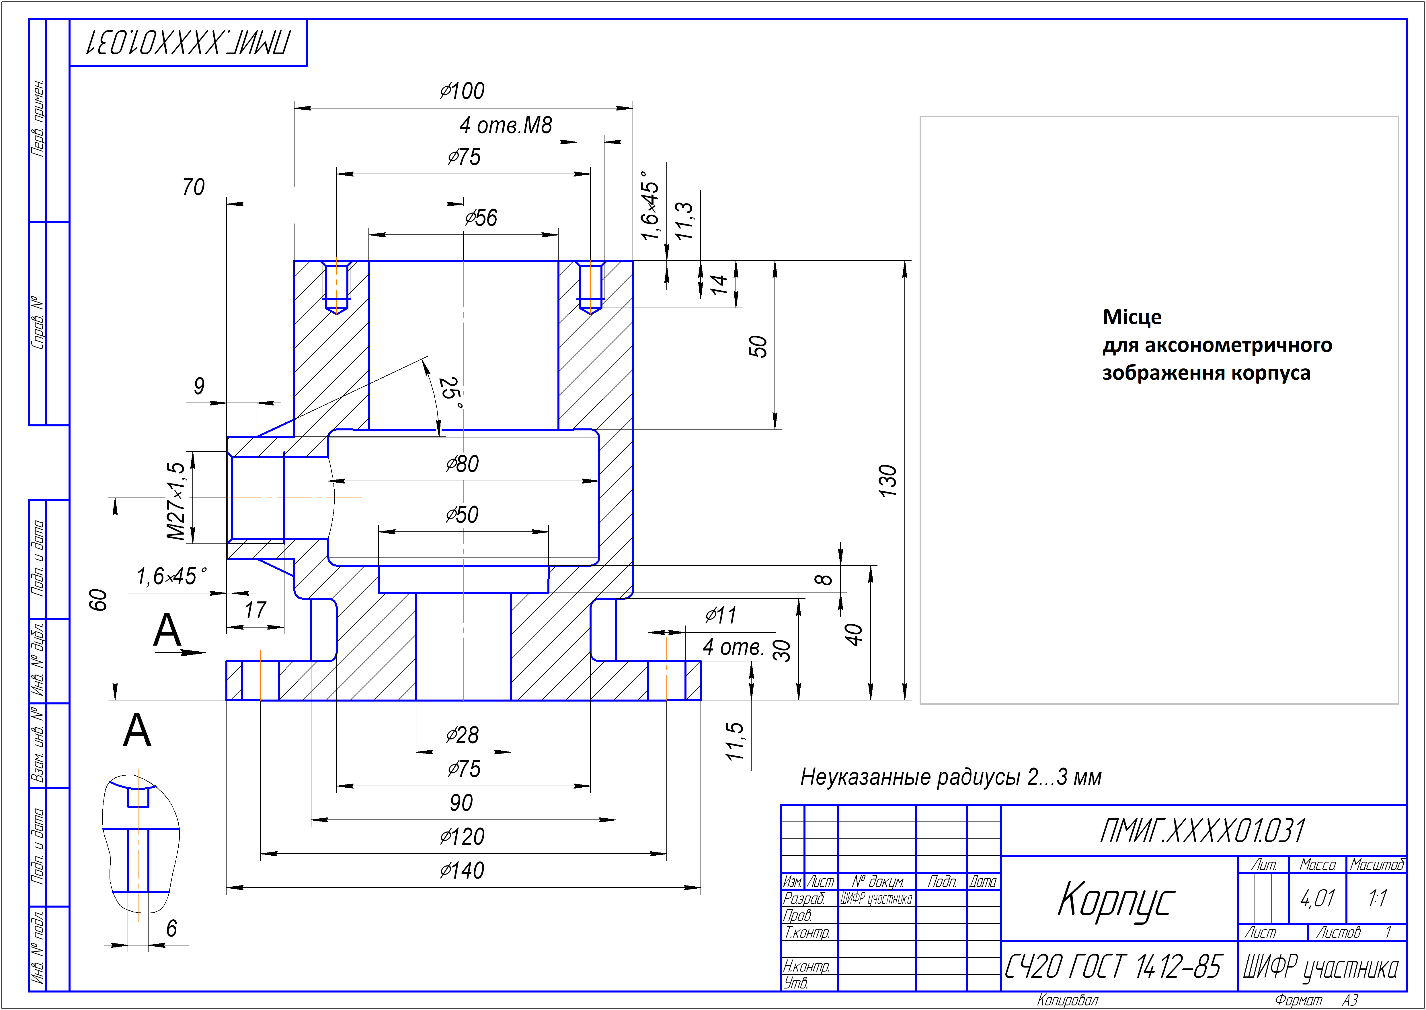 ПМИГ.XXXX01.031
Перв. примен.
Справ. №
Подп. и дата
Инв. № дубл.
Взам. инв. №
Подп. и дата
Инв. № подл.
⌀100
4 отв.М8
⌀75
70
⌀56
1,6×45°
11,3
14
50
130
9
25°
М27×1,5
⌀80
⌀50
1,6×45°
17
60
8
⌀11
4 отв.
30
40
А
11,5
А
⌀28
⌀75
90
⌀120
⌀140
6
Місце
для аксонометричного
зображення корпуса
Неуказанные радиусы 2...3 мм
ПМИГ.XXXX01.031
Изм. Лист № докум. Подп. Дата
Разраб. ШИФР участника
Пров.
Т.контр.
Н.контр.
Утв.
Корпус
Лит. Масса Масштаб
4,01 1:1
Лист Листов 1
СЧ20 ГОСТ 1412-85
ШИФР участника
Копировал Формат А3